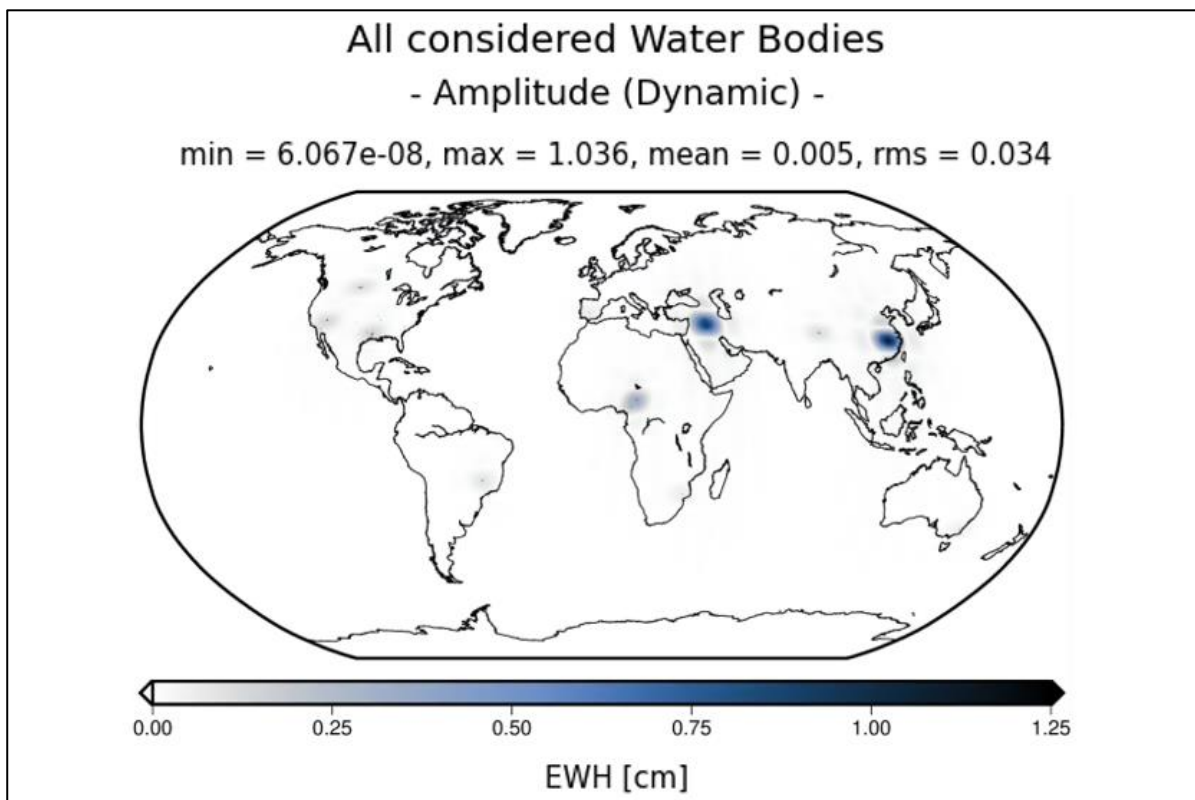 All considered Water Bodies
- Amplitude (Dynamic) -
min = 6.067e-08, max = 1.036, mean = 0.005, rms = 0.034
0.00 0.25 0.50 0.75 1.00 1.25
EWH [cm]